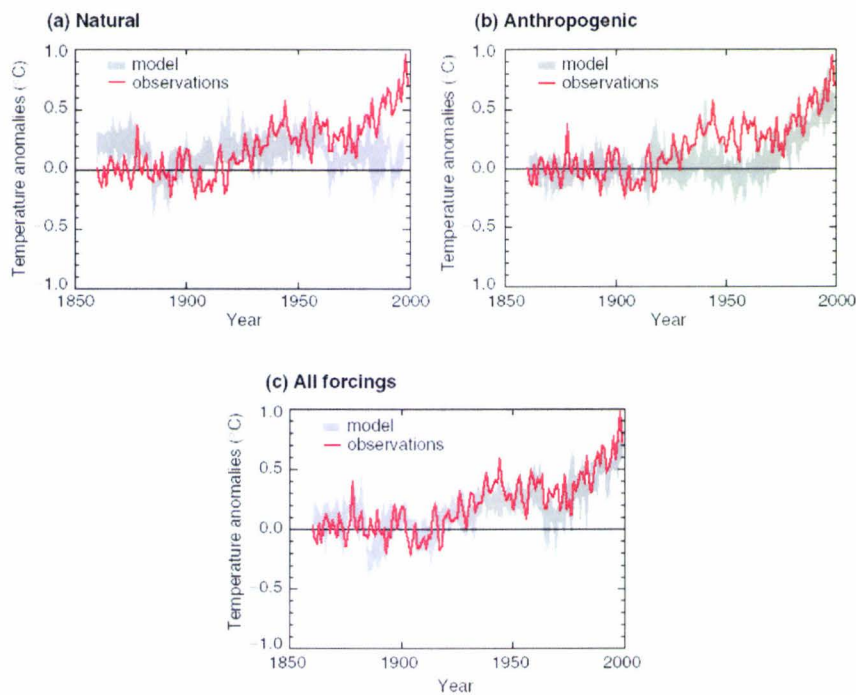 (a) Natural
1.0
0.5
0.0
-0.5
1.0
Temperature anomalies (°C)
model
observations
1850
1900
1950
2000
Year
(b) Anthropogenic
1.0
0.5
0.0
0.5
1.0
Temperature anomalies (°C)
model
observations
1850
1900
1950
2000
Year
(c) All forcings
1.0
0.5
0.0
-0.5
-1.0
Temperature anomalies (°C)
model
observations
1850
1900
1950
2000
Year